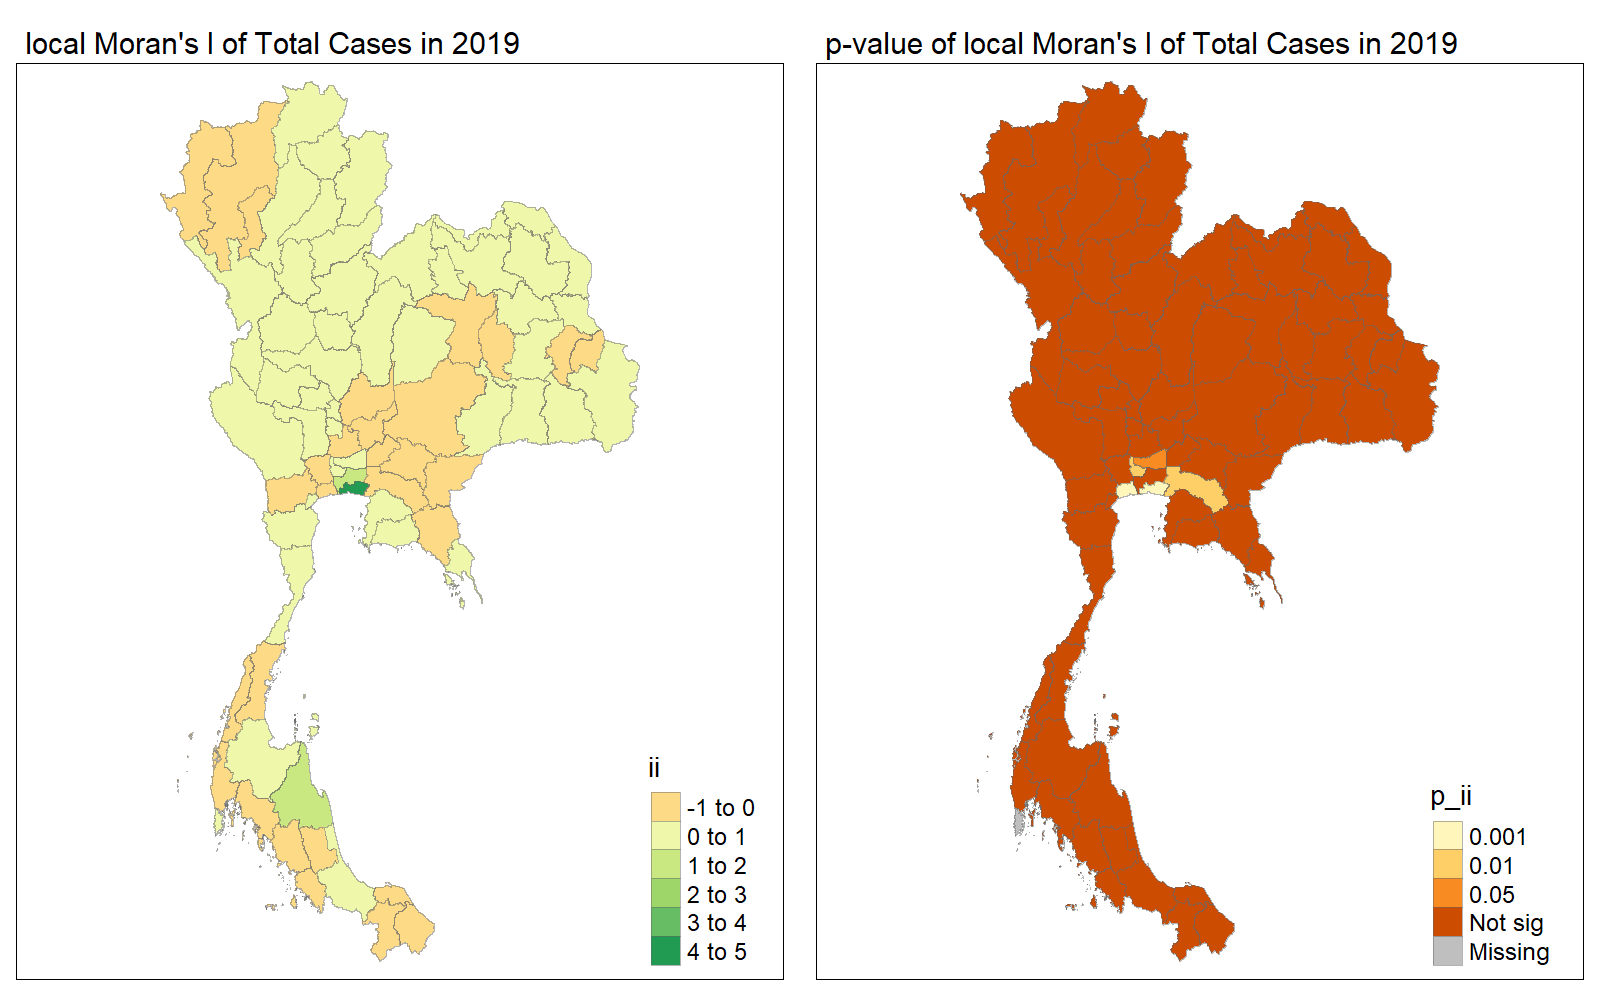 local Moran's I of Total Cases in 2019
ii
-1 to 0
0 to 1
1 to 2
2 to 3
3 to 4
4 to 5
p-value of local Moran's I of Total Cases in 2019
p_ii
0.001
0.01
0.05
Not sig
Missing